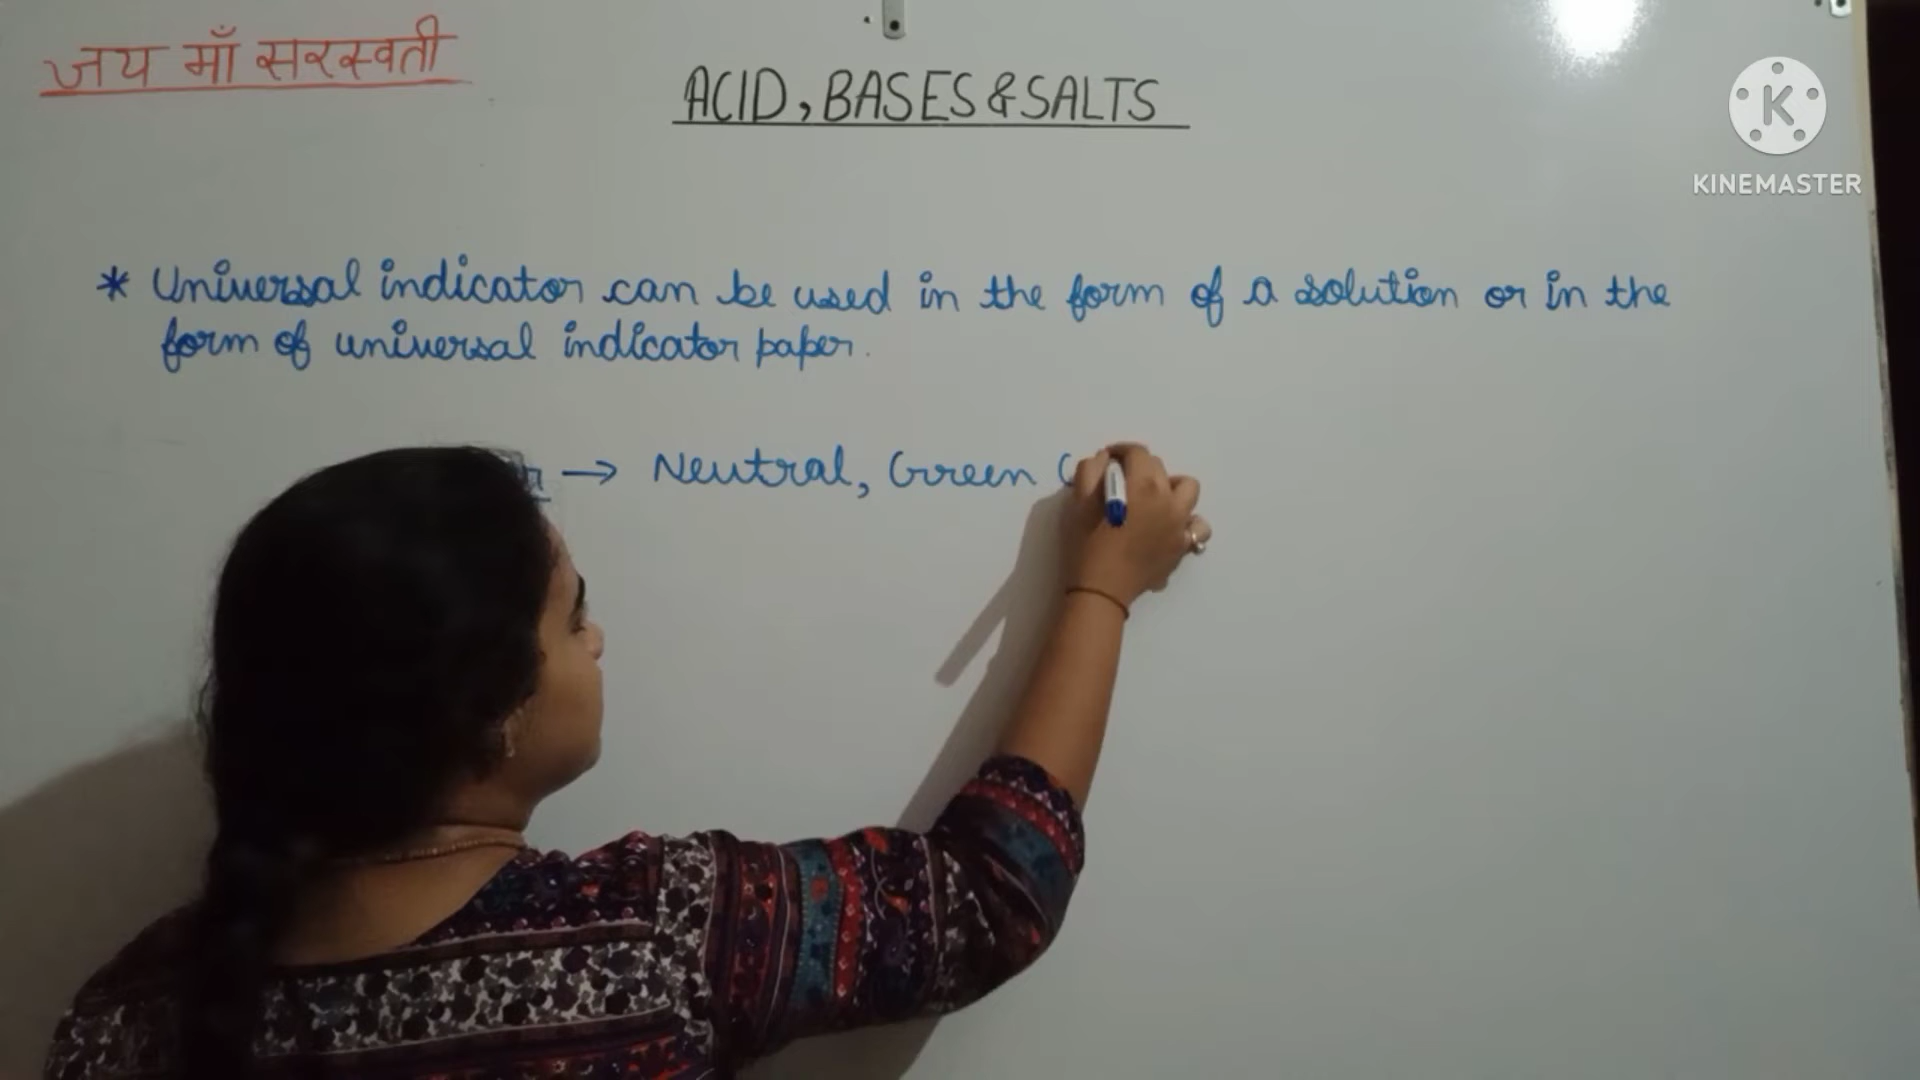 जय माँ सरस्वती
ACID, BASES & SALTS
KINEMASTER
* Universal indicator can be used in the form of a solution or in the
form of universal indicator paper.
→ Neutral, Green